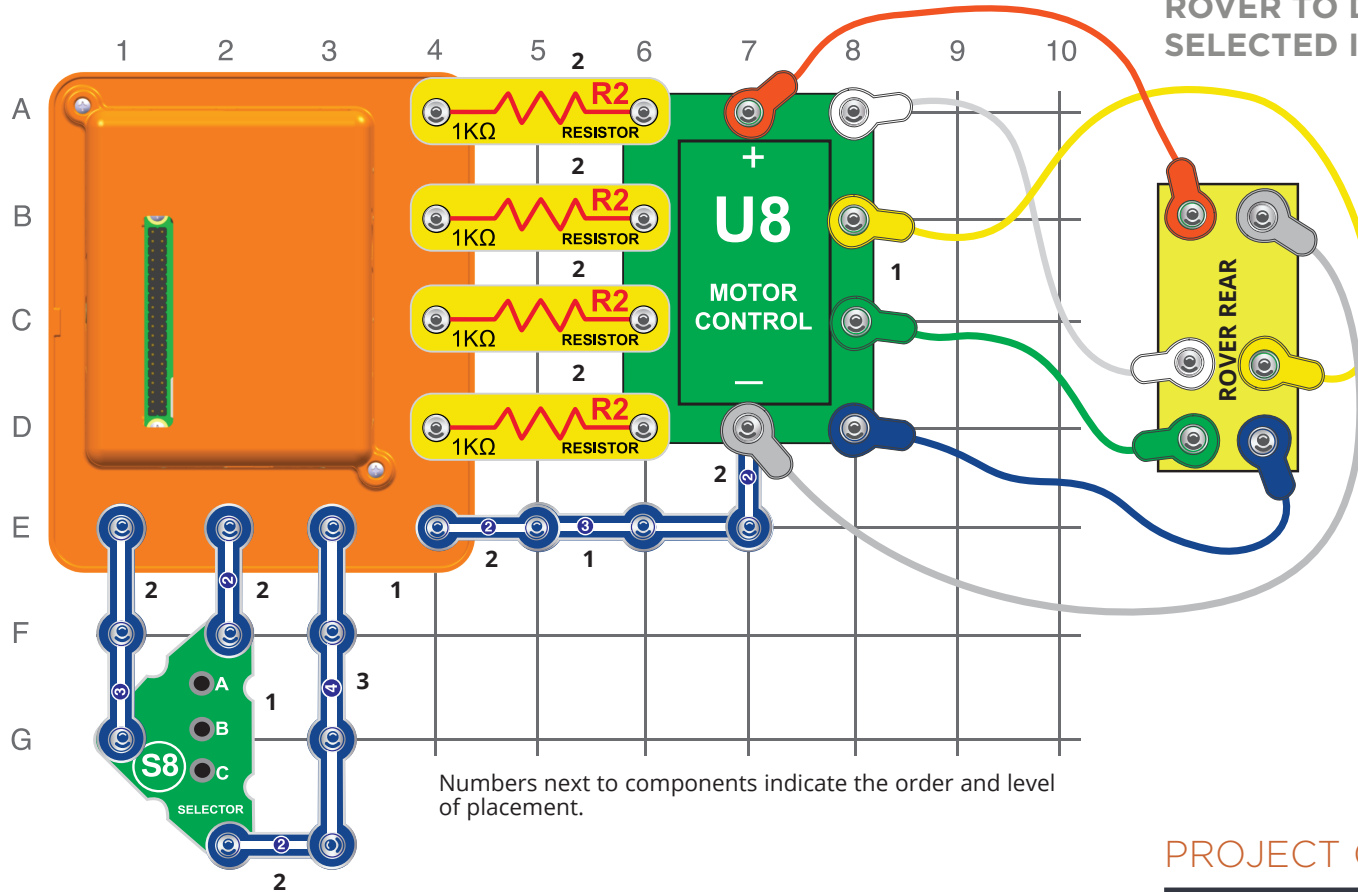 ROVER TO
SELECTED
1 2 3 4 5 6 7 8 9 10
2
A
R2
1KΩ RESISTOR
+
2
B
R2
1KΩ RESISTOR
U8
2
1
MOTOR
CONTROL
C
R2
1KΩ RESISTOR
2
—
D
R2
1KΩ RESISTOR
ROVER REAR
2
2
E
2
3
2
1
2
2
2
1
F
A
3
4
3
1
B
G
S8
C
SELECTOR
2
2
Numbers next to components indicate the order and level
of placement.
PROJECT